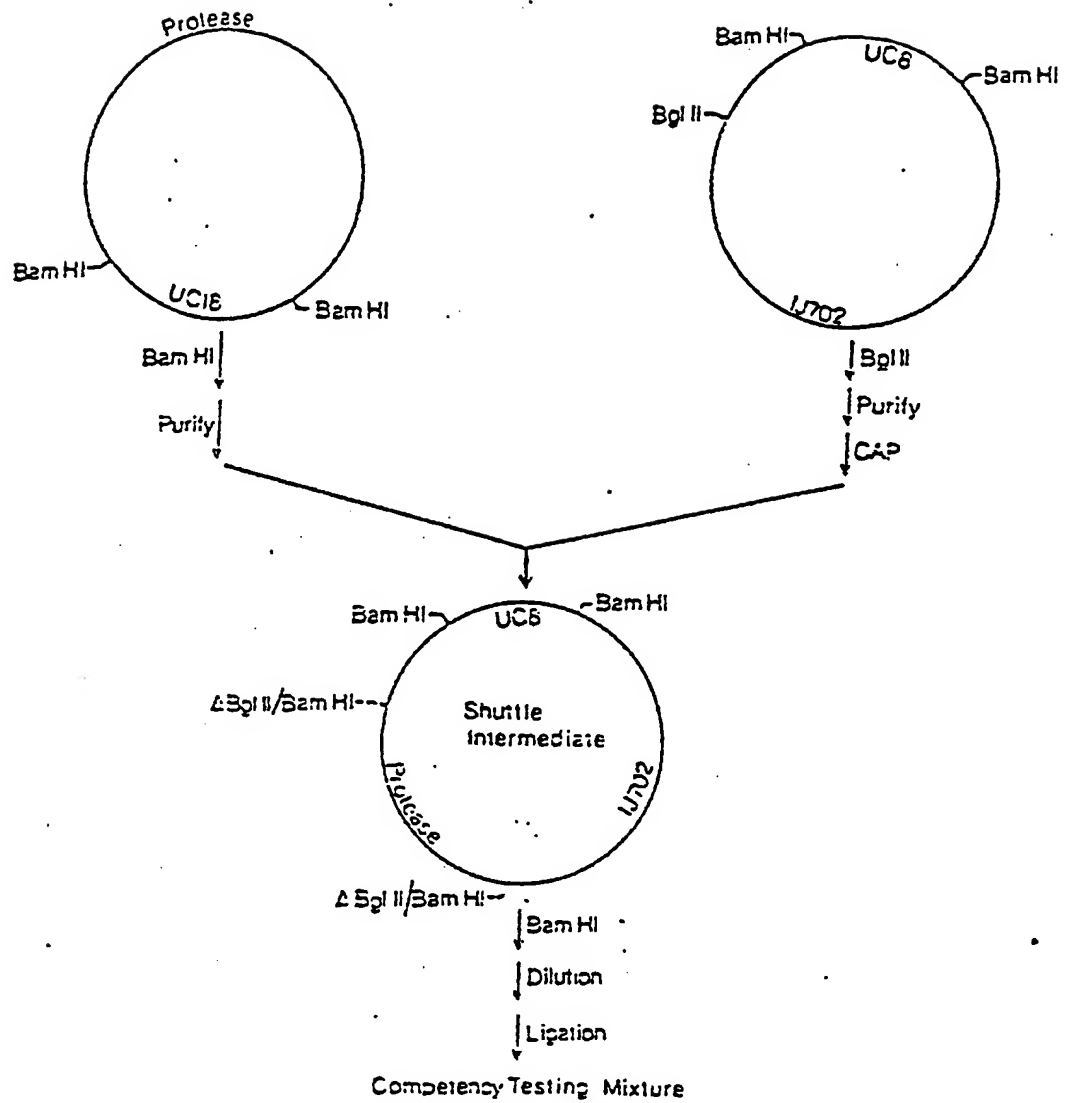 Protease
Bam HI
UC18
Bam HI
Bam HI
Purify
Bam HI
UC8
Bam HI
Bgl II
IJ702
Bgl II
Purify
CAP
Bam HI
UC8
Bam HI
Δ Bgl II/Bam HI
Shuttle
Intermediate
Protease
IJ702
Δ Bgl II/Bam HI
Bam HI
Dilution
Ligation
Competency Testing Mixture